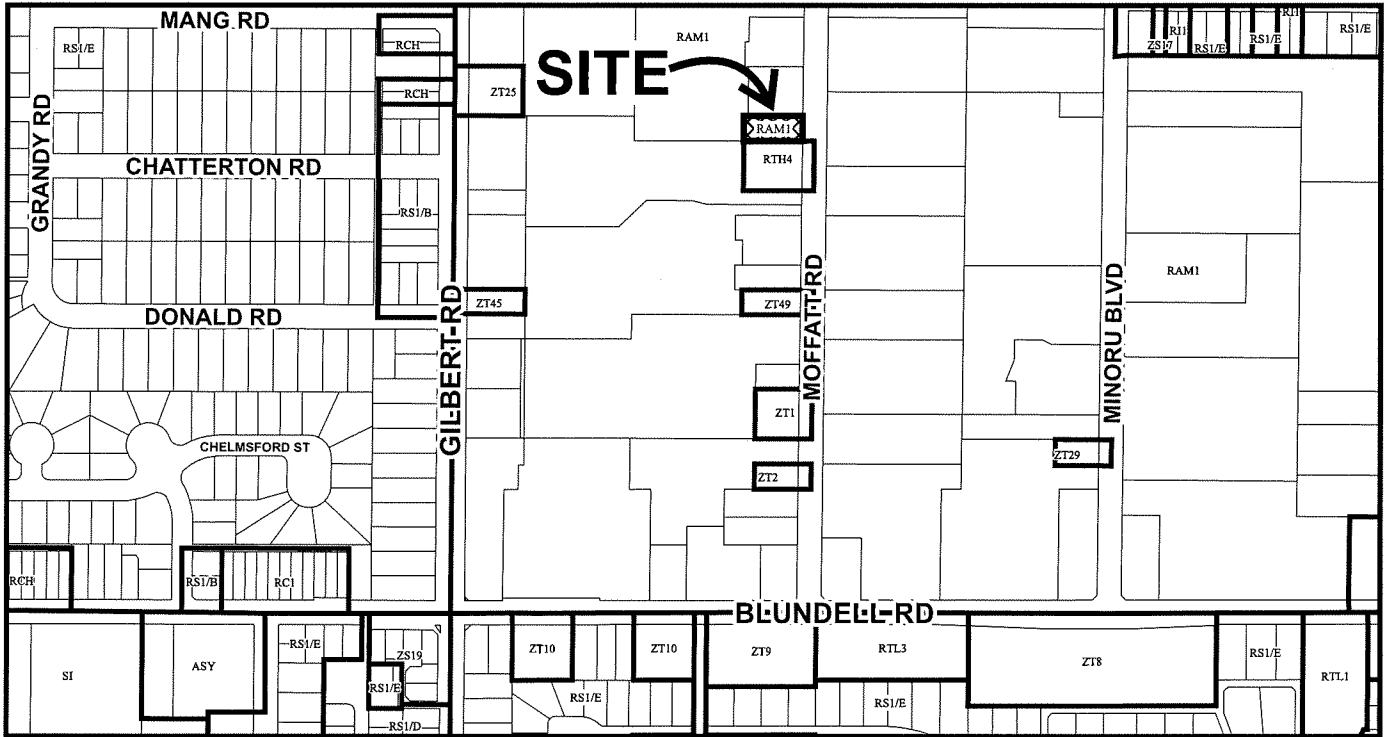 MANG RD
RCH
RAM1
RI1
ZS17
RI1
RS1/E
RS1/E
RS1/E
RS1/E
SITE
RCH
ZT25
RAM1
GRANDY RD
CHATTERTON RD
RTH4
RS1/B
MOFFAT RD
MINORU BLVD
RAM1
ZT45
ZT49
DONALD RD
GILBERT RD
ZT1
CHELMSFORD ST
ZT29
ZT2
RCH
RS1/B
RC1
BLUNDELL RD
SI
ASY
RS1/E
ZS19
RS1/E
RS1/D
ZT10
ZT10
RS1/E
ZT9
RTL3
RS1/E
ZT8
RS1/E
RTL1